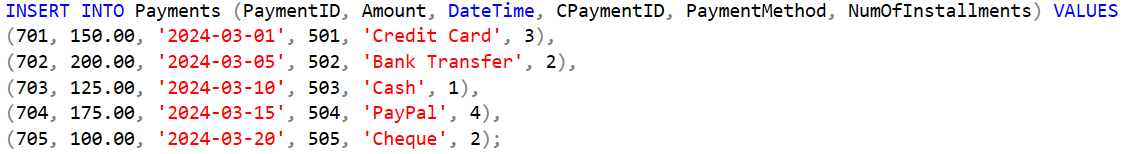 INSERT INTO Payments (PaymentID, Amount, DateTime, CPaymentID, PaymentMethod, NumOfInstallments) VALUES
(701, 150.00, '2024-03-01', 501, 'Credit Card', 3),
(702, 200.00, '2024-03-05', 502, 'Bank Transfer', 2),
(703, 125.00, '2024-03-10', 503, 'Cash', 1),
(704, 175.00, '2024-03-15', 504, 'PayPal', 4),
(705, 100.00, '2024-03-20', 505, 'Cheque', 2);